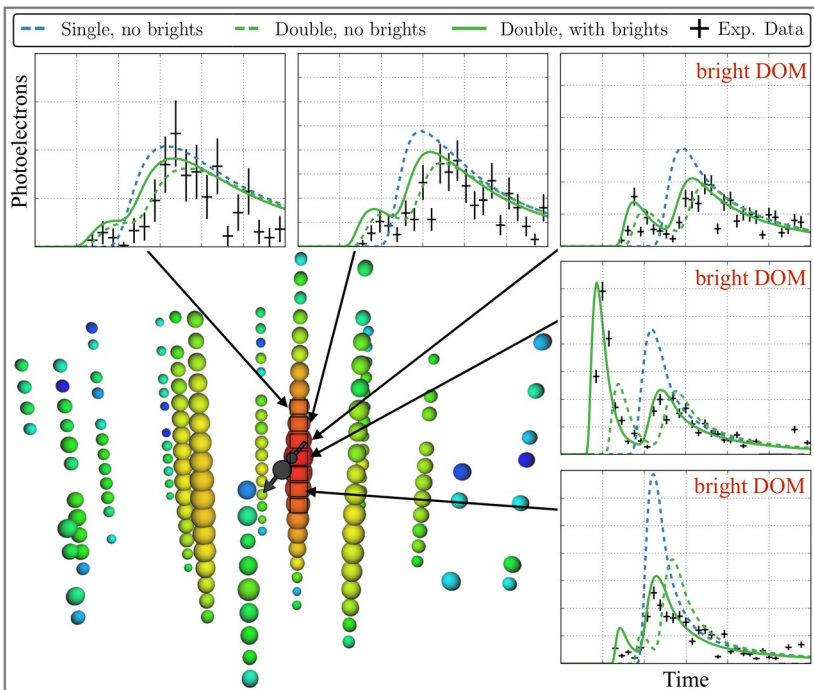 Single, no brights Double, no brights Double, with brights Exp. Data
Photoelectrons
bright DOM
bright DOM
bright DOM
Time